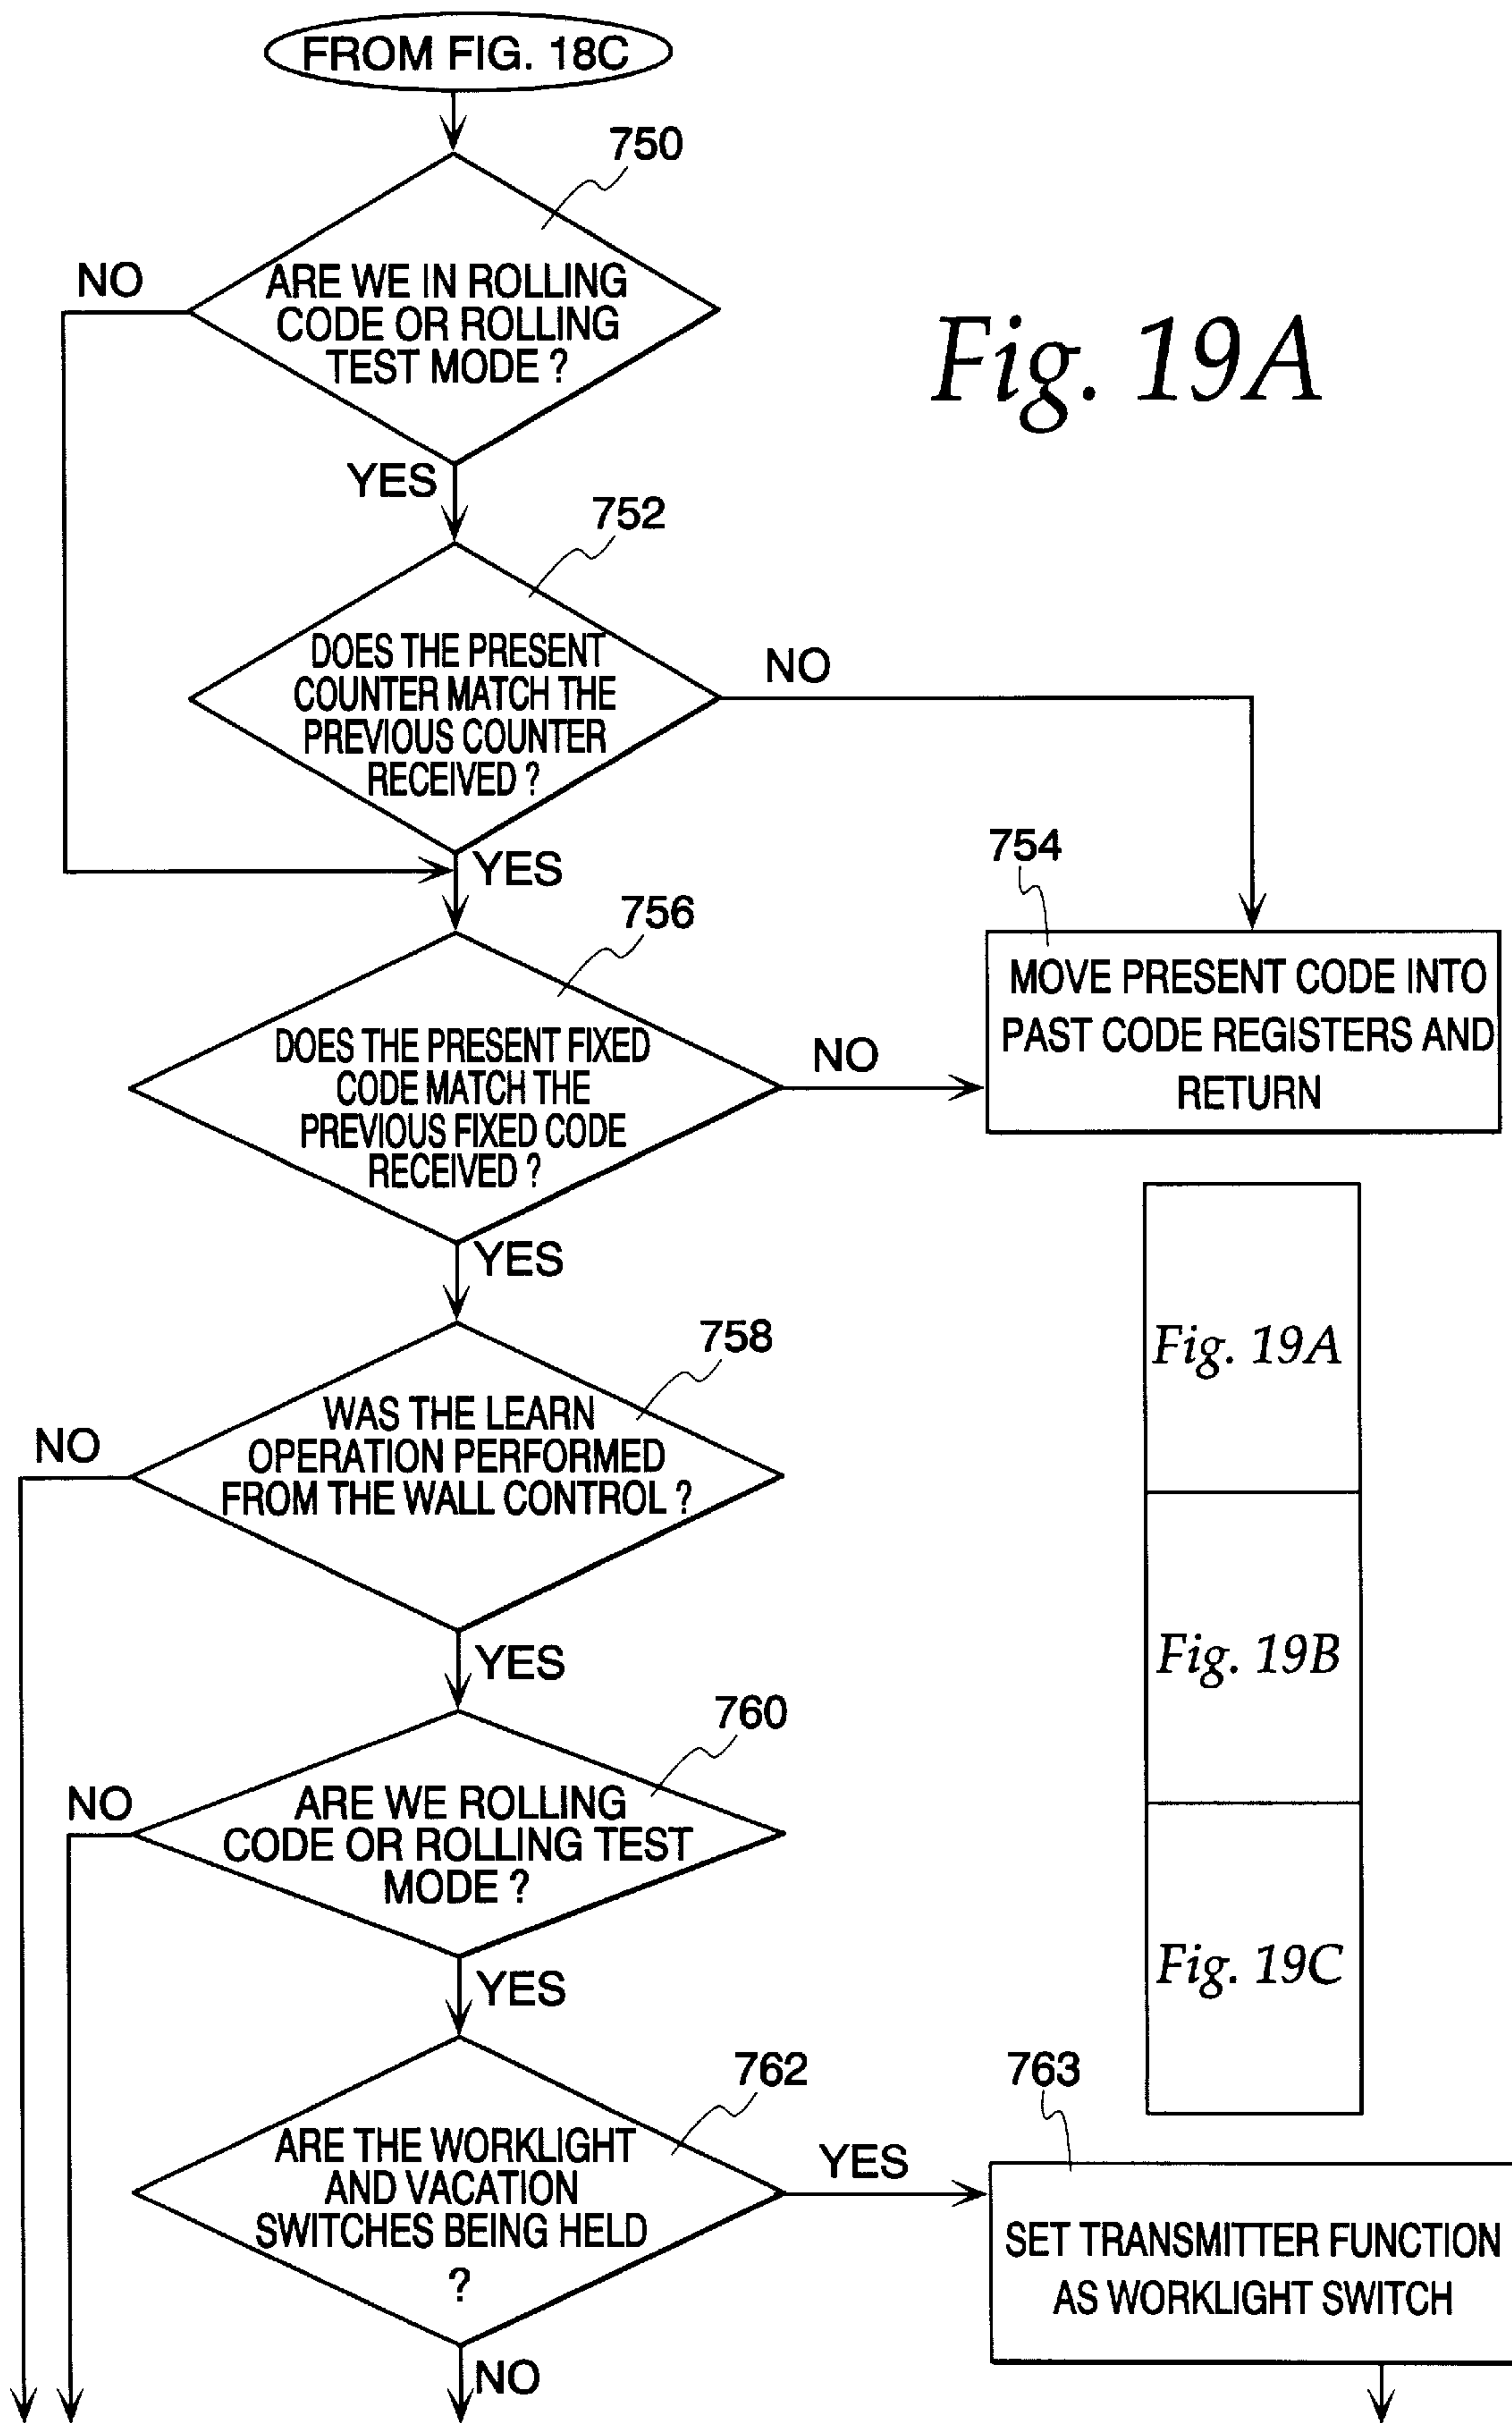 FROM FIG. 18C
750
NO
ARE WE IN ROLLING
CODE OR ROLLING
TEST MODE ?
Fig. 19A
YES
752
DOES THE PRESENT
COUNTER MATCH THE
PREVIOUS COUNTER
RECEIVED ?
NO
YES
754
MOVE PRESENT CODE INTO
PAST CODE REGISTERS AND
RETURN
756
DOES THE PRESENT FIXED
CODE MATCH THE
PREVIOUS FIXED CODE
RECEIVED ?
NO
YES
758
NO
WAS THE LEARN
OPERATION PERFORMED
FROM THE WALL CONTROL ?
YES
Fig. 19A
Fig. 19B
Fig. 19C
760
NO
ARE WE ROLLING
CODE OR ROLLING TEST
MODE ?
YES
762
ARE THE WORKLIGHT
AND VACATION
SWITCHES BEING HELD
?
YES
NO
763
SET TRANSMITTER FUNCTION
AS WORKLIGHT SWITCH